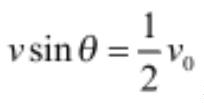 v sin θ = 1/2 v₀